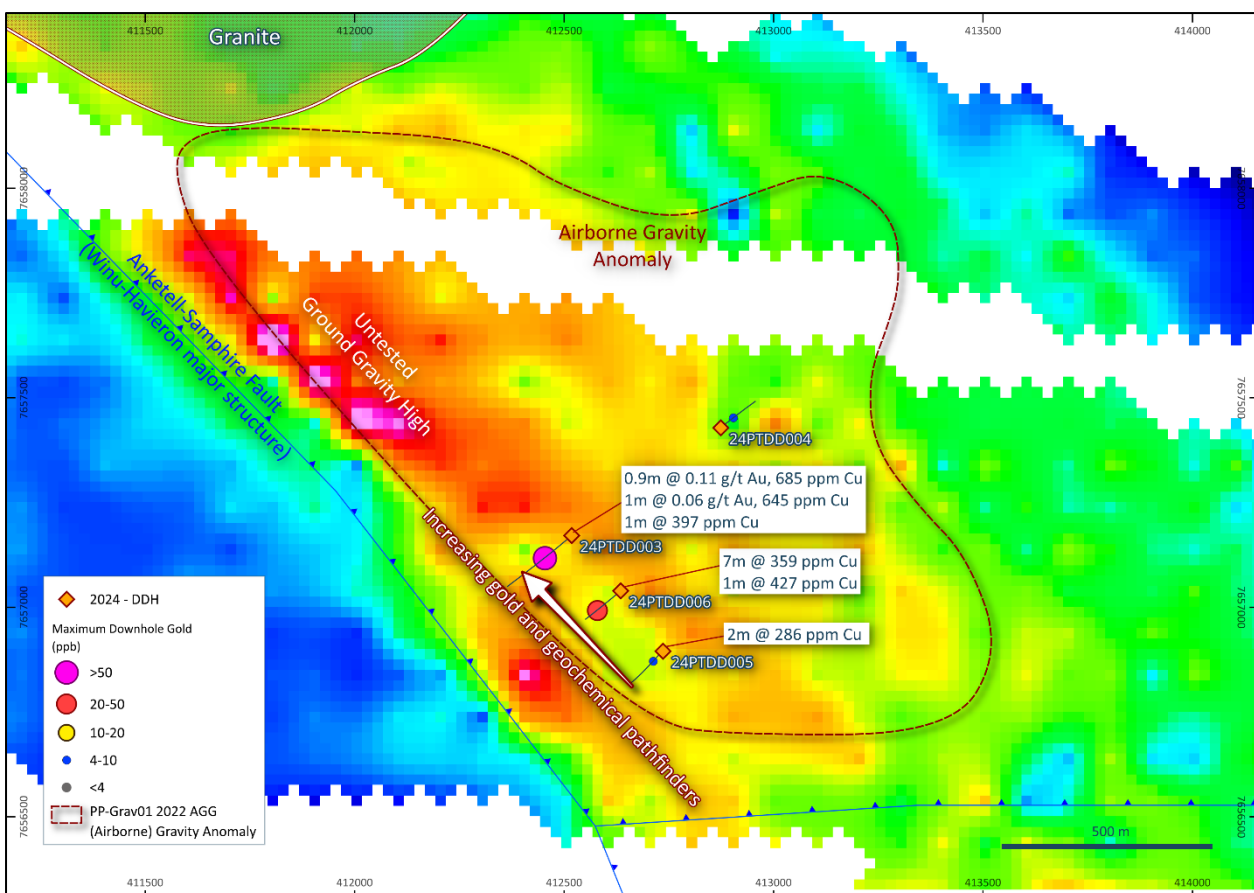 411500
412000
412500
413000
413500
414000
Granite
7658000
7658000
Airborne Gravity
Anomaly
Anketell-Samphire Fault
(Winu-Havieron major structure)
Untested
Ground Gravity High
7657500
7657500
24PTDD004
0.9m @ 0.11 g/t Au, 685 ppm Cu
1m @ 0.06 g/t Au, 645 ppm Cu
1m @ 397 ppm Cu
24PTDD003
7m @ 359 ppm Cu
1m @ 427 ppm Cu
24PTDD006
2m @ 286 ppm Cu
24PTDD005
Increasing gold and geochemical pathfinders
7657000
7657000
2024 - DDH
Maximum Downhole Gold
(ppb)
>50
20-50
10-20
4-10
<4
PP-Grav01 2022 AGG
(Airborne) Gravity Anomaly
7656500
7656500
500 m
411500
412000
412500
413000
413500
414000